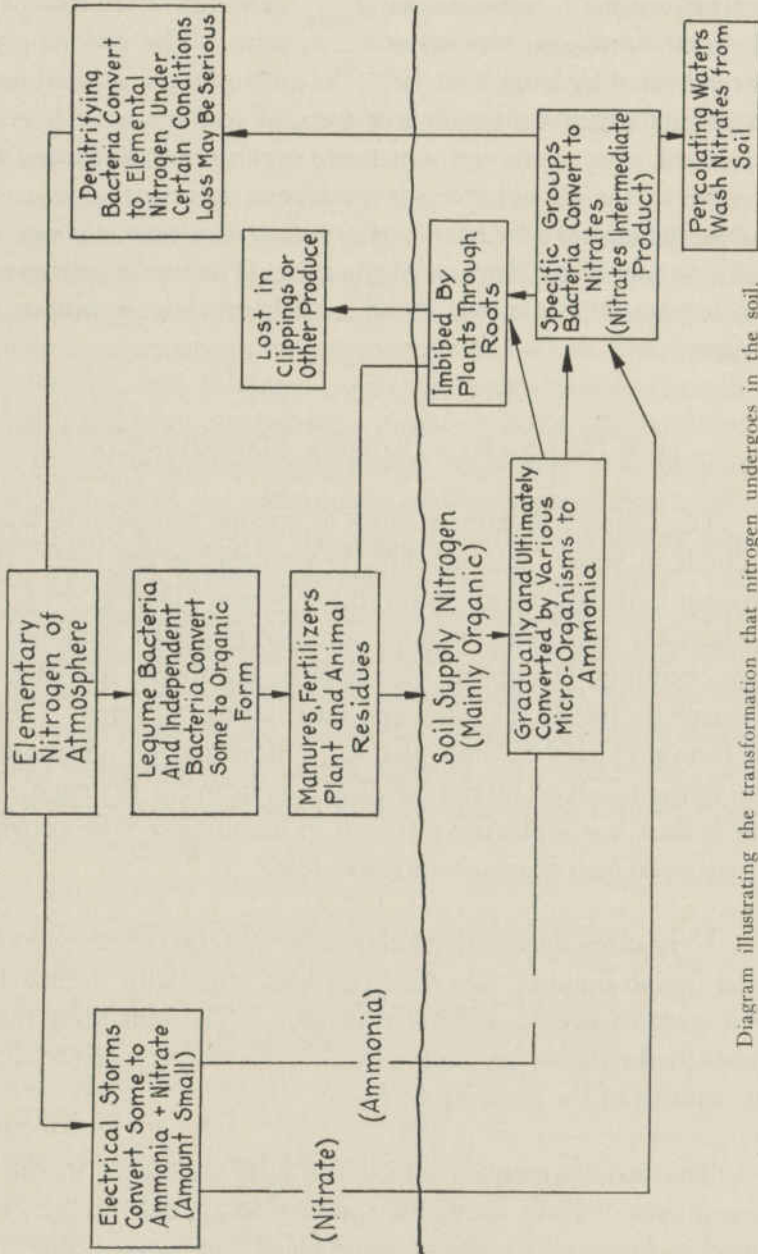 Elementary
Nitrogen of
Atmosphere
Electrical Storms
Convert Some to
Ammonia + Nitrate
(Amount Small)
Legume Bacteria
And Independent
Bacteria Convert
Some to Organic
Form
Denitrifying
Bacteria Convert
to Elemental
Nitrogen Under
Certain Conditions
Loss May Be Serious
Manures, Fertilizers
Plant and Animal
Residues
Lost in
Clippings or
Other Produce
(Nitrate)
(Ammonia)
Soil Supply Nitrogen
(Mainly Organic)
Imbibed By
Plants Through
Roots
Gradually and Ultimately
Converted by Various
Micro-Organisms to
Ammonia
Specific Groups
Bacteria Convert to
Nitrates
(Nitrates Intermediate
Product)
Percolating Waters
Wash Nitrates from
Soil
Diagram illustrating the transformation that nitrogen undergoes in the soil.